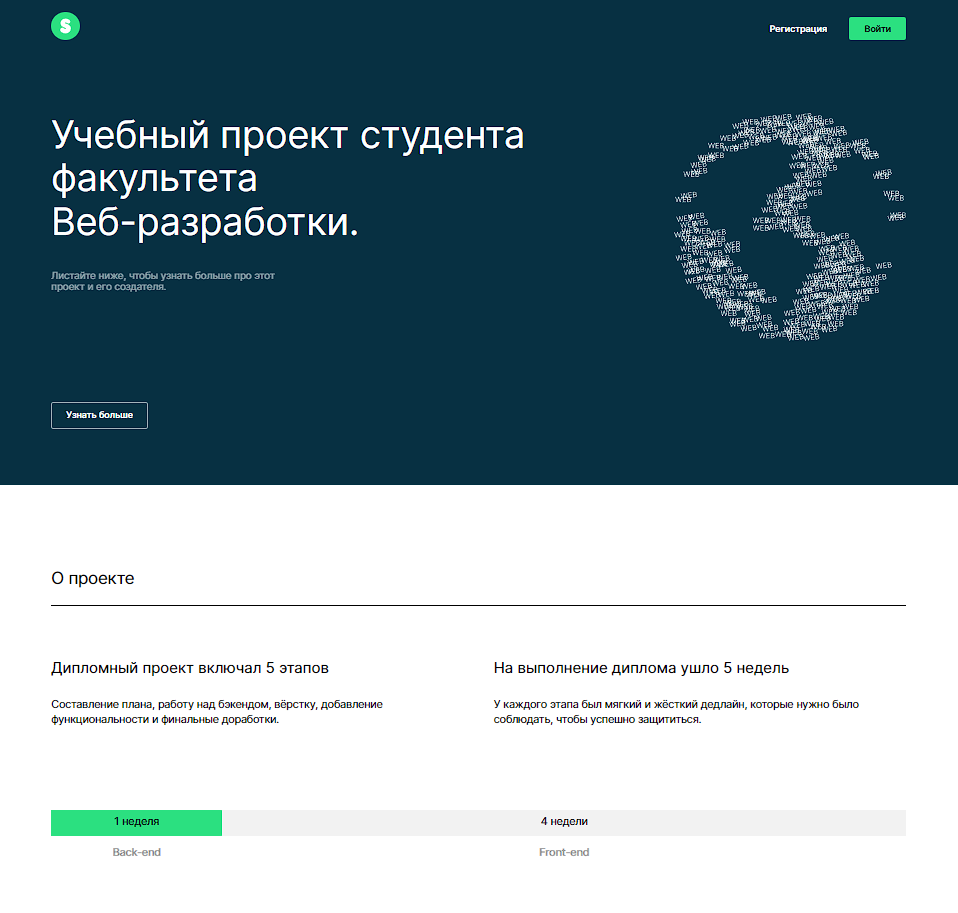 S
Регистрация
Войти
Учебный проект студента
факультета
Веб-разработки.
Листайте ниже, чтобы узнать больше про этот
проект и его создателя.
WEB
Узнать больше
О проекте
Дипломный проект включал 5 этапов
На выполнение диплома ушло 5 недель
Составление плана, работу над бэкендом, вёрстку, добавление
функциональности и финальные доработки.
У каждого этапа был мягкий и жёсткий дедлайн, которые нужно было
соблюдать, чтобы успешно защититься.
1 неделя
4 недели
Back-end
Front-end